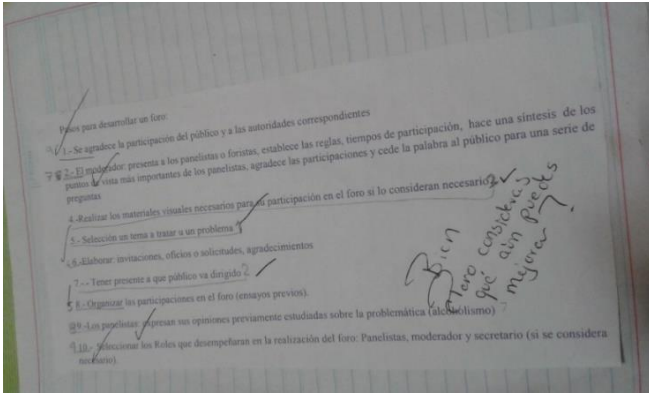 Pasos para desarrollar un foro.
1.- Se agradece la participación del público y a las autoridades correspondientes
7 2.- El moderador: presenta a los panelistas o foristas, establece las reglas, tiempos de participación, hace una síntesis de los
puntos de vista más importantes de los panelistas, agradece las participaciones y cede la palabra al público para una serie de
preguntas
4.-Realizar los materiales visuales necesarios para su participación en el foro si lo consideran necesario
5.- Selección un tema a tratar u un problema 1
6.-Elaborar: invitaciones, oficios o solicitudes, agradecimientos
7.--Tener presente a que público va dirigido 2
5 8.- Organizar las participaciones en el foro (ensayos previos).
9.-Los panelistas: expresan sus opiniones previamente estudiadas sobre la problemática (alcoholismo)
10.- Seleccionar los Roles que desempeñaran en la realización del foro: Panelistas, moderador y secretario (si se considera
necesario).
Bien
Pero consideras
qué aún puedes
mejorar?